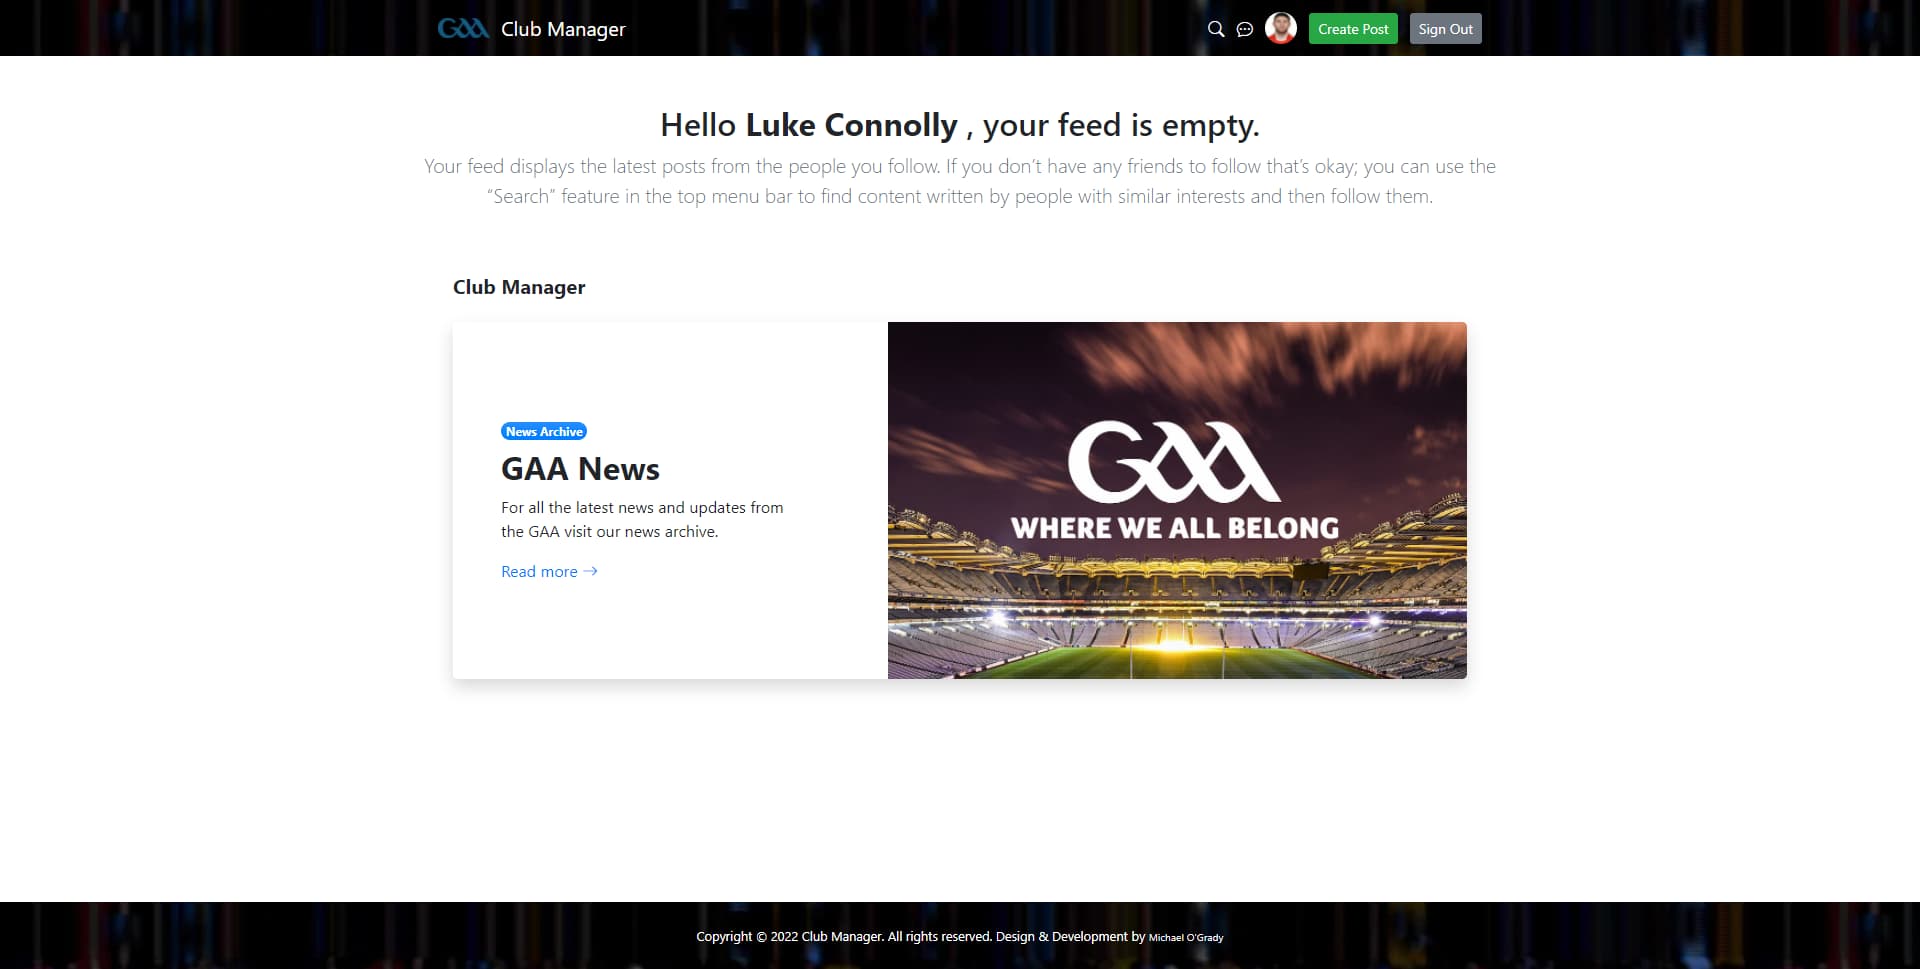 GAA Club Manager
Create Post
Sign Out
Hello Luke Connolly , your feed is empty.
Your feed displays the latest posts from the people you follow. If you don’t have any friends to follow that’s okay; you can use the
“Search” feature in the top menu bar to find content written by people with similar interests and then follow them.
Club Manager
News Archive
GAA News
For all the latest news and updates from
the GAA visit our news archive.
Read more →
GAA
WHERE WE ALL BELONG
Copyright © 2022 Club Manager. All rights reserved. Design & Development by Michael O'Grady